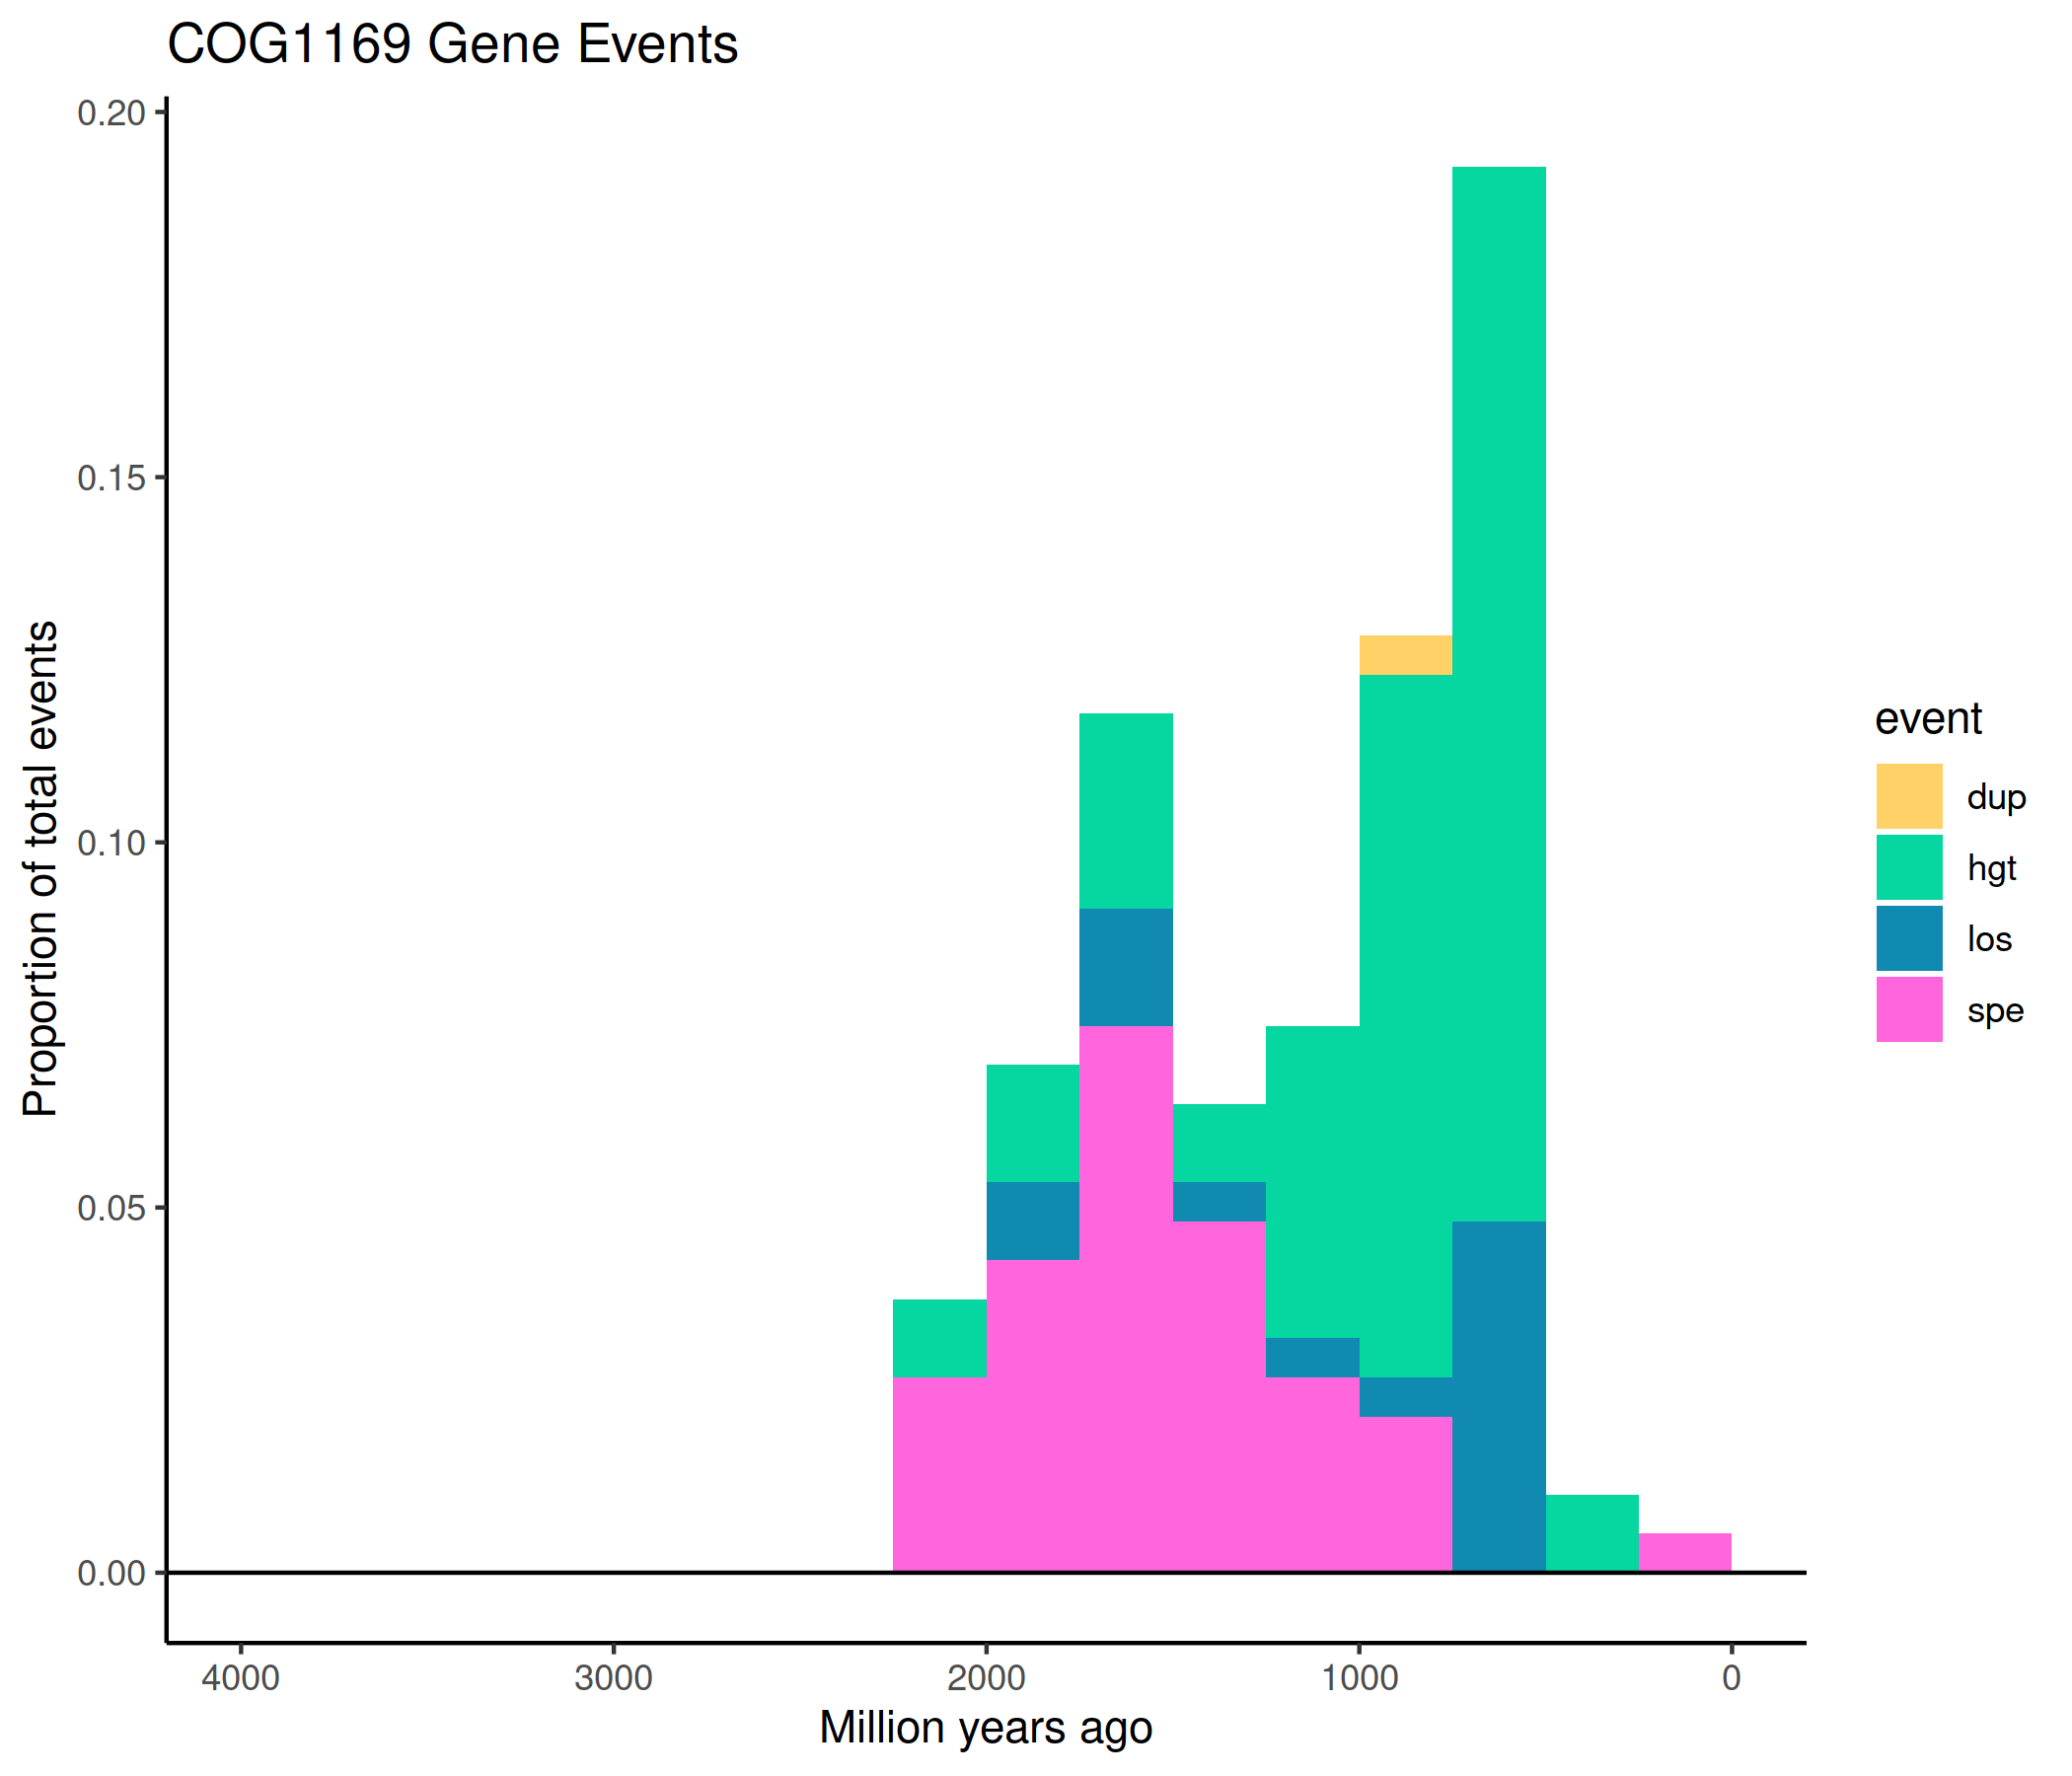 COG1169 Gene Events
0.20
0.15
0.10
0.05
0.00
Proportion of total events
4000 3000 2000 1000 0
Million years ago
event
dup
hgt
los
spe